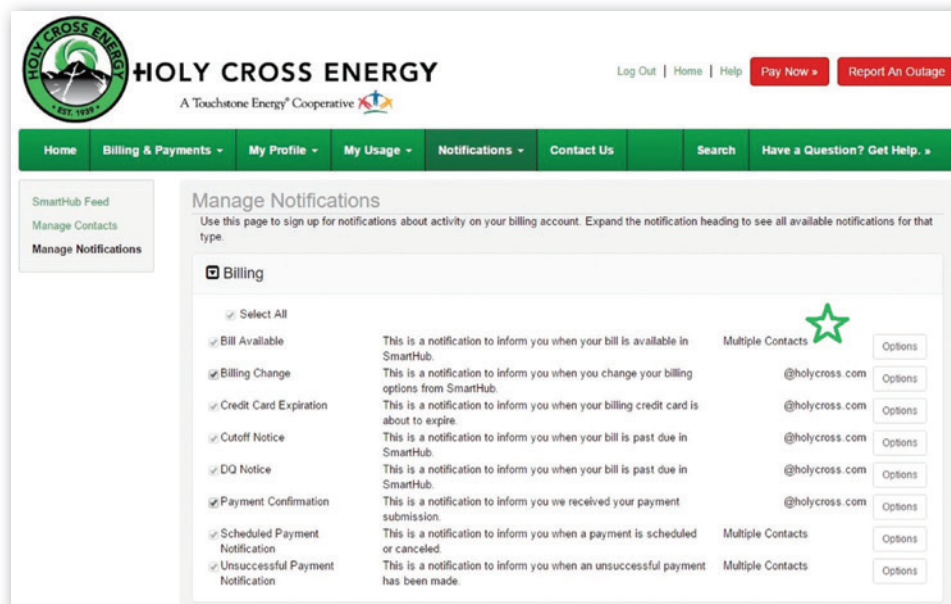 HOLY CROSS ENERGY
EST. 1939
HOLY CROSS ENERGY
A Touchstone Energy® Cooperative
Log Out | Home | Help
Pay Now »
Report An Outage
Home
Billing & Payments
My Profile
My Usage
Notifications
Contact Us
Search
Have a Question? Get Help. »
SmartHub Feed
Manage Contacts
Manage Notifications
Manage Notifications
Use this page to sign up for notifications about activity on your billing account. Expand the notification heading to see all available notifications for that
type.
Billing
Select All
Bill Available
This is a notification to inform you when your bill is available in
SmartHub.
Multiple Contacts
Options
Billing Change
This is a notification to inform you when you change your billing
options from SmartHub.
@holycross.com
Options
Credit Card Expiration
This is a notification to inform you when your billing credit card is
about to expire.
@holycross.com
Options
Cutoff Notice
This is a notification to inform you when your bill is past due in
SmartHub.
@holycross.com
Options
DQ Notice
This is a notification to inform you when your bill is past due in
SmartHub.
@holycross.com
Options
Payment Confirmation
This is a notification to inform you we received your payment
submission.
@holycross.com
Options
Scheduled Payment
Notification
This is a notification to inform you when a payment is scheduled
or canceled.
Multiple Contacts
Options
Unsuccessful Payment
Notification
This is a notification to inform you when an unsuccessful payment
has been made.
Multiple Contacts
Options